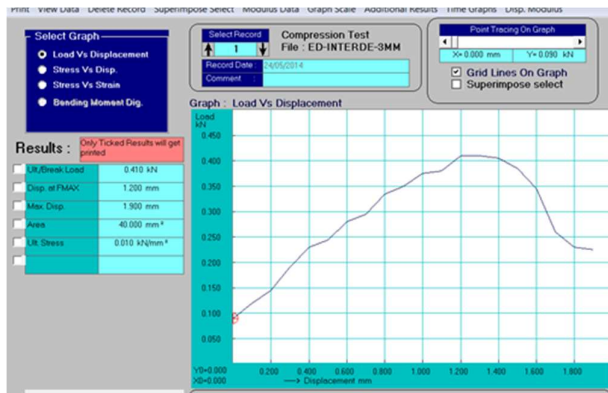 Print View Data Delete Record Superimpose Select Modulus Data Graph Scale Additional Results Time Graphs Disp. Modulus
Select Graph
Load Vs Displacement
Stress Vs Disp.
Stress Vs Strain
Bending Moment Dig.
Select Record
1
Compression Test
File : ED-INTERDE-3MM
Record Date :
24/05/2014
Comment :
Point Tracing On Graph
X= 0.000 mm
Y= 0.090 kN
Grid Lines On Graph
Superimpose select
Results :
Only Ticked Results will get
printed
Ult/Break Load 0.410 kN
Disp. at FMAX 1.200 mm
Max. Disp. 1.900 mm
Area 40.000 mm²
Ult. Stress 0.010 kN/mm²
Graph : Load Vs Displacement
Load
kN
0.450
0.400
0.350
0.300
0.250
0.200
0.150
0.100
0.050
Y0=0.000
X0=0.000
0.200 0.400 0.600 0.800 1.000 1.200 1.400 1.600 1.800
Displacement mm